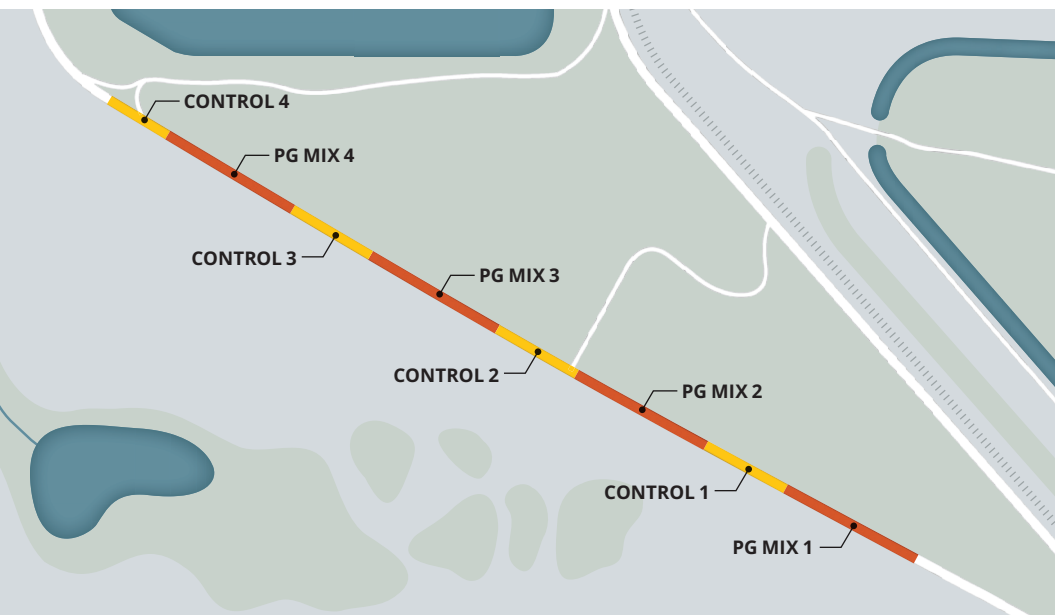 CONTROL 4
PG MIX 4
CONTROL 3
PG MIX 3
CONTROL 2
PG MIX 2
CONTROL 1
PG MIX 1